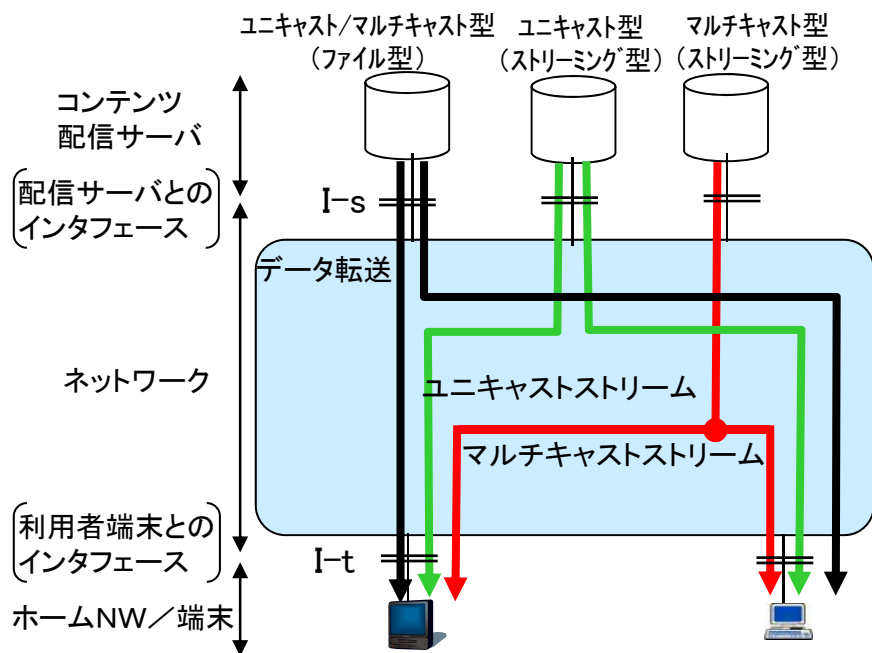 ユニキャスト/マルチキャスト型
(ファイル型)
ユニキャスト型
(ストリーミング型)
マルチキャスト型
(ストリーミング型)
コンテンツ
配信サーバ
配信サーバとの
インタフェース
I-s
データ転送
ネットワーク
ユニキャストストリーム
マルチキャストストリーム
利用者端末との
インタフェース
I-t
ホームNW/端末